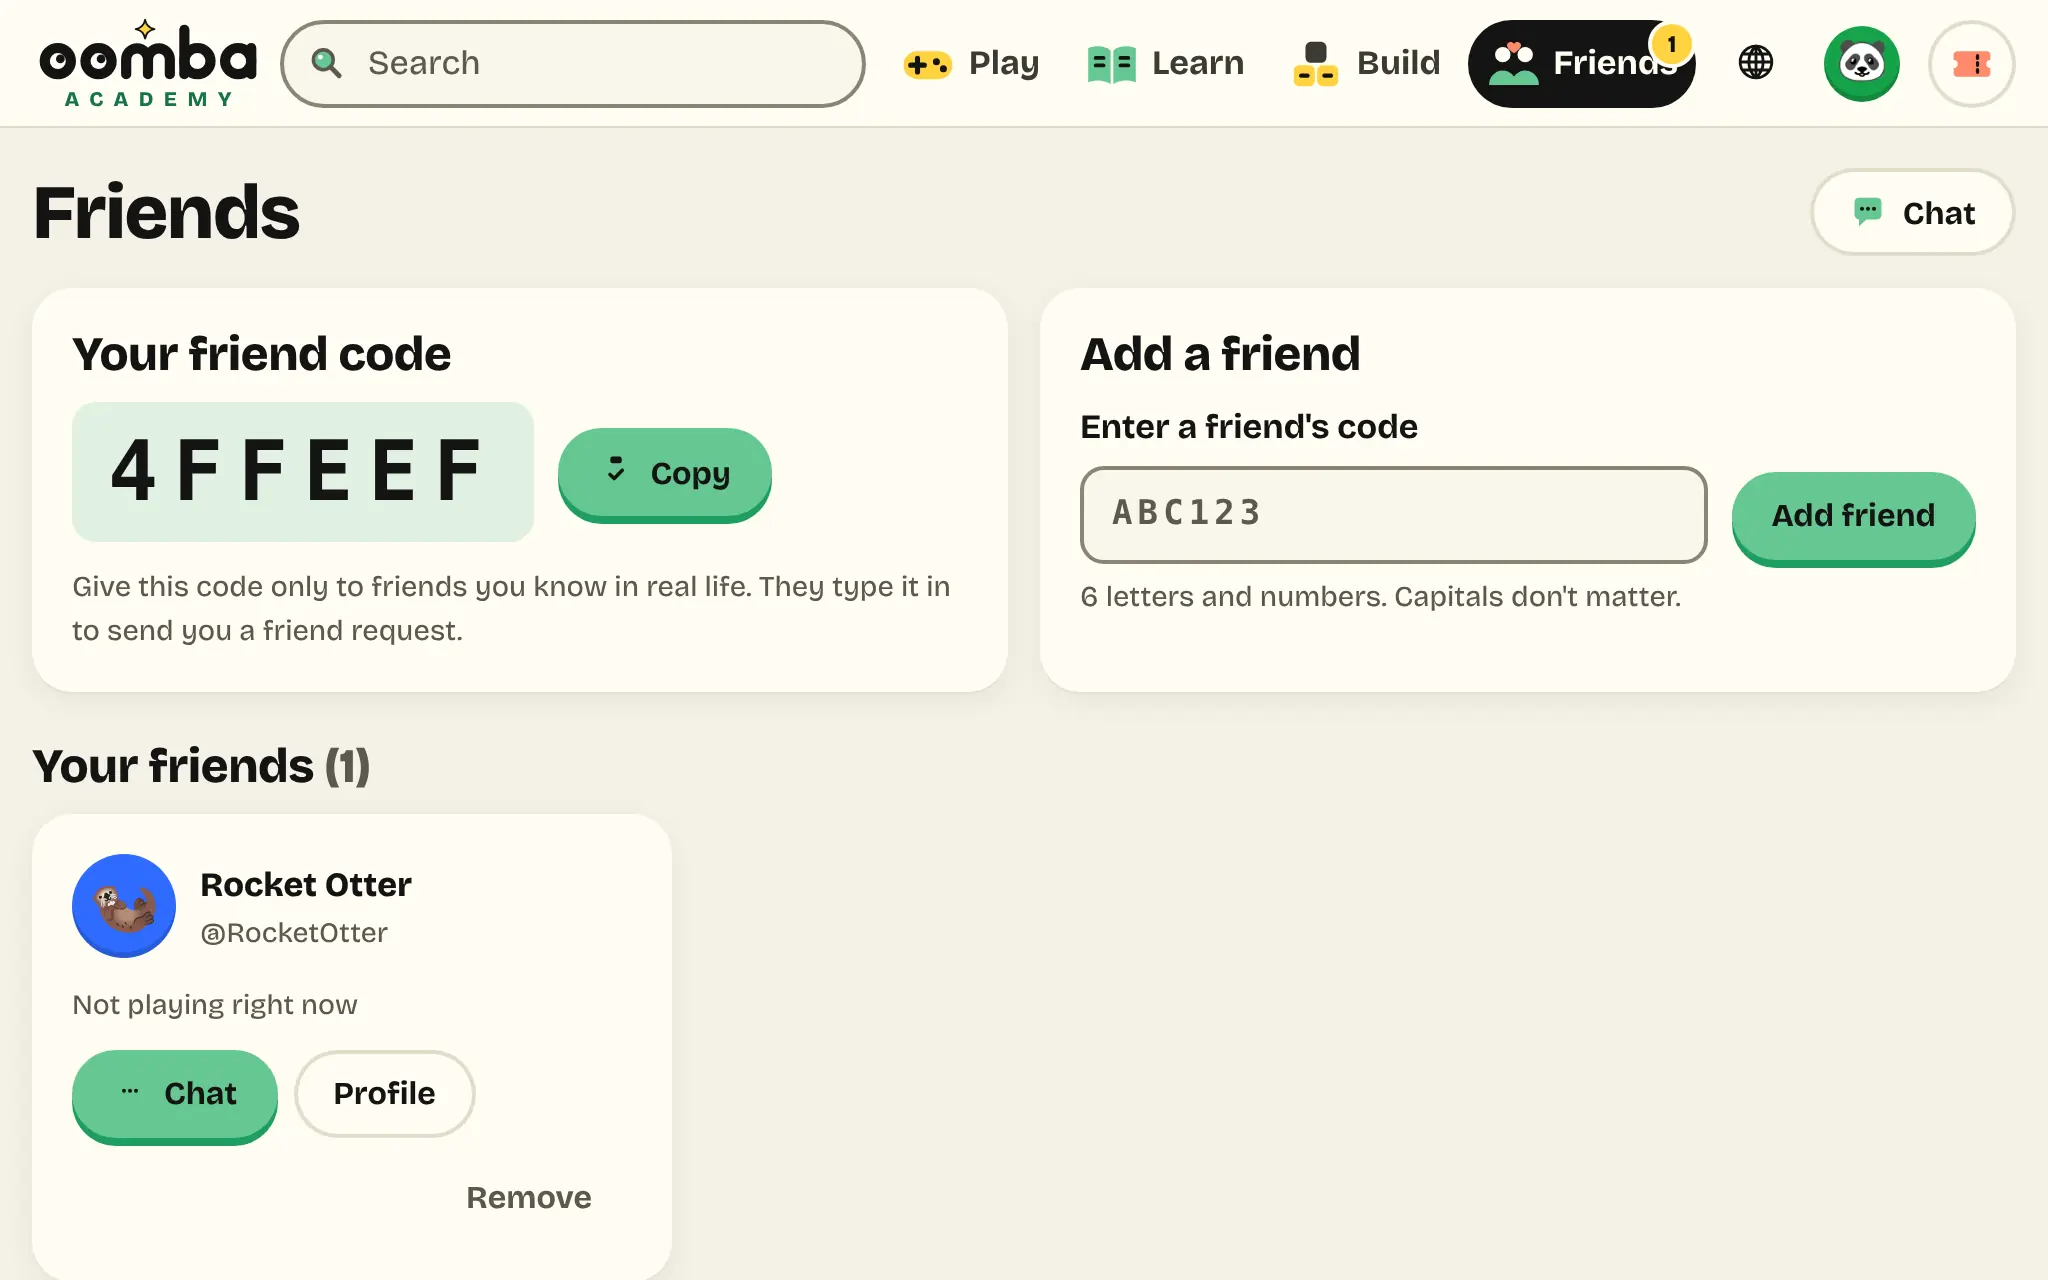 oomba
ACADEMY
Search
Play
Learn
Build
Friends
1
Friends
Chat
Your friend code
4FFEEF
Copy
Give this code only to friends you know in real life. They type it in
to send you a friend request.
Add a friend
Enter a friend's code
ABC123
Add friend
6 letters and numbers. Capitals don't matter.
Your friends (1)
Rocket Otter
@RocketOtter
Not playing right now
Chat
Profile
Remove